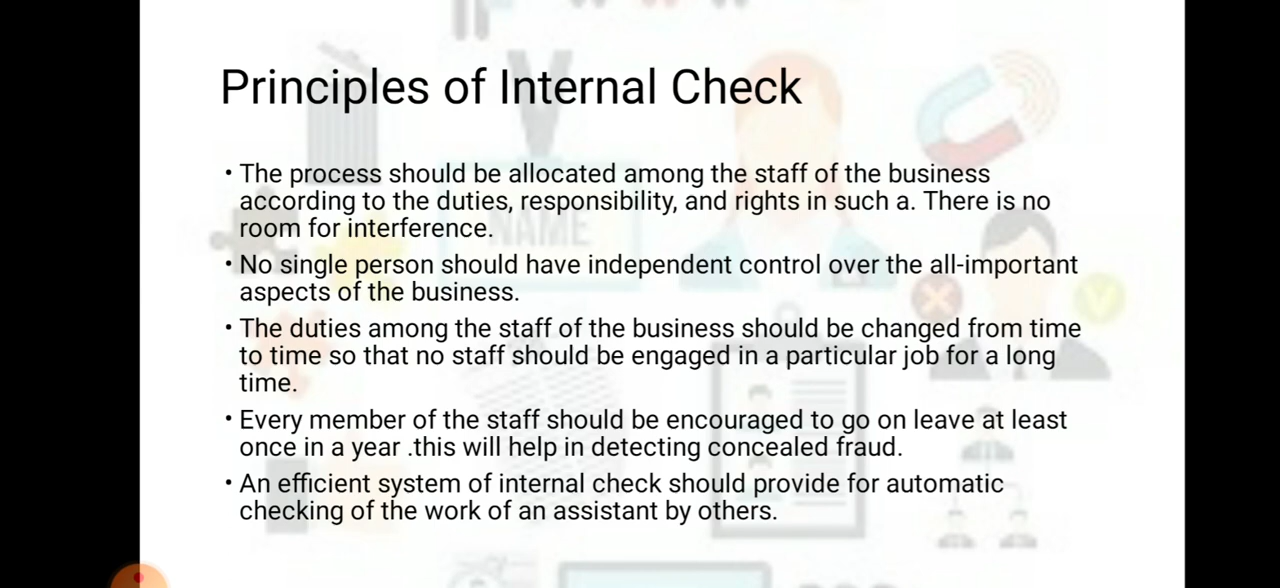 Principles of Internal Check
• The process should be allocated among the staff of the business
according to the duties, responsibility, and rights in such a. There is no
room for interference.
• No single person should have independent control over the all-important
aspects of the business.
• The duties among the staff of the business should be changed from time
to time so that no staff should be engaged in a particular job for a long
time.
• Every member of the staff should be encouraged to go on leave at least
once in a year .this will help in detecting concealed fraud.
• An efficient system of internal check should provide for automatic
checking of the work of an assistant by others.
NAME